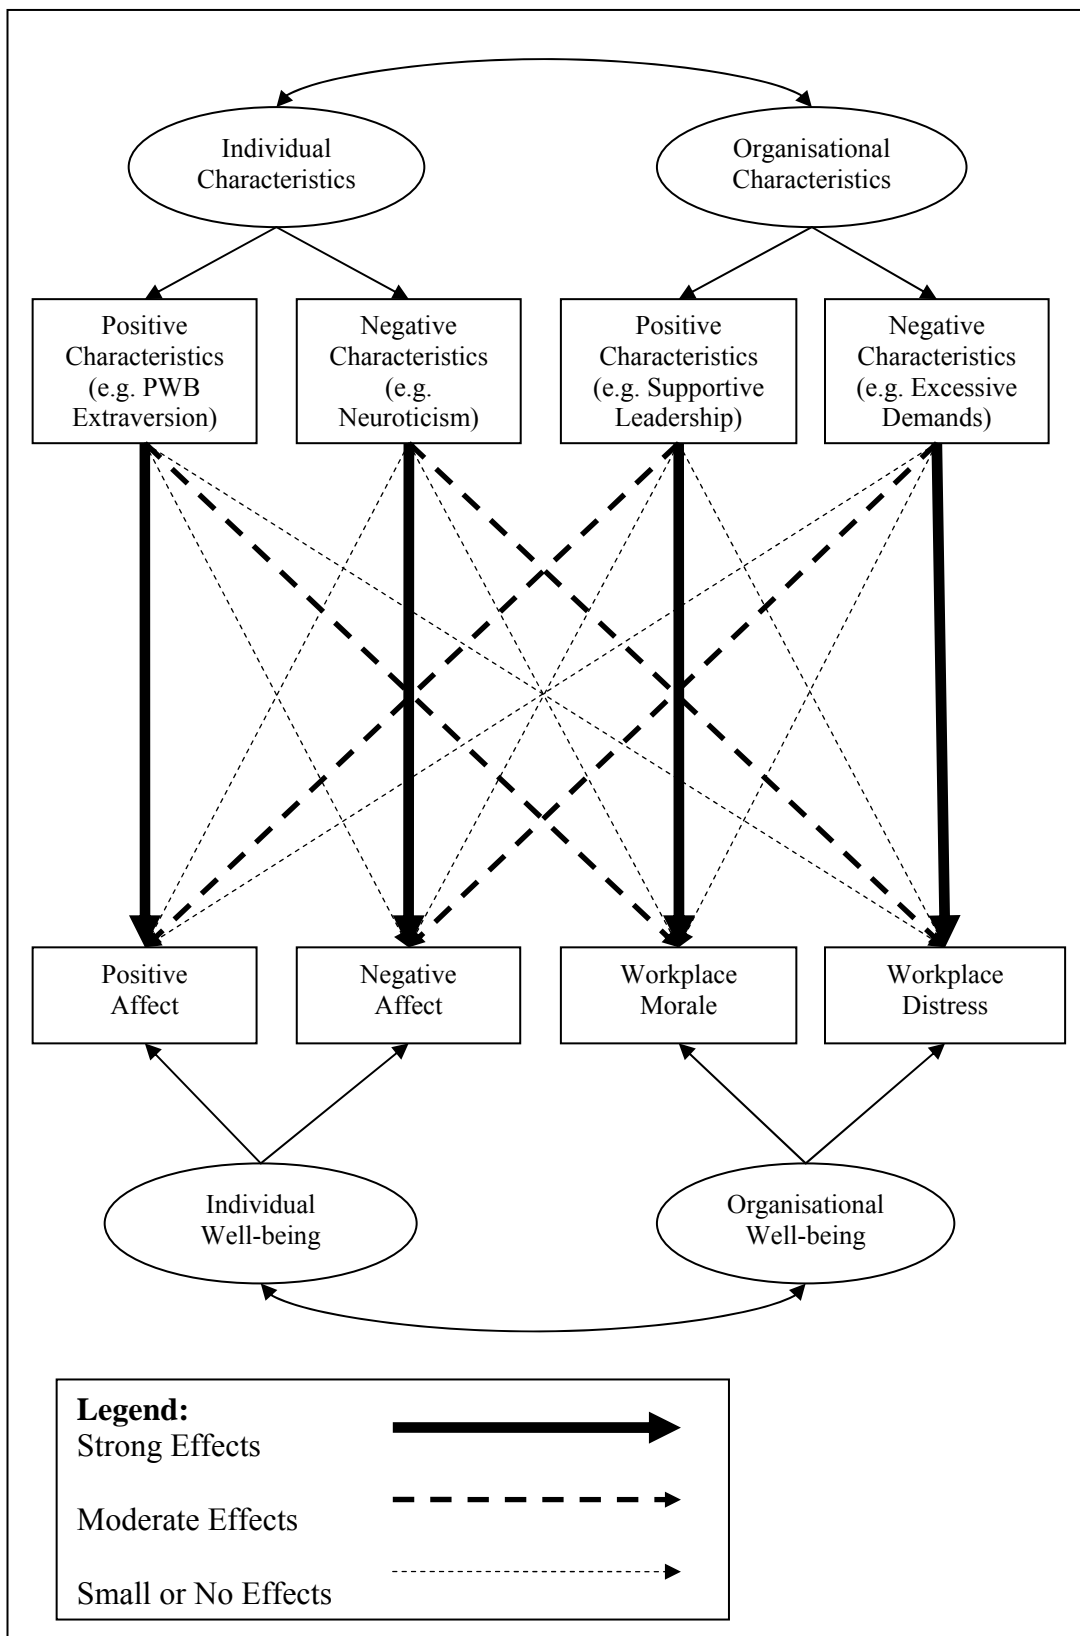 Individual
Characteristics
Organisational
Characteristics
Positive
Characteristics
(e.g. PWB
Extraversion)
Negative
Characteristics
(e.g.
Neuroticism)
Positive
Characteristics
(e.g. Supportive
Leadership)
Negative
Characteristics
(e.g. Excessive
Demands)
Positive
Affect
Negative
Affect
Workplace
Morale
Workplace
Distress
Individual
Well-being
Organisational
Well-being
Legend:
Strong Effects
Moderate Effects
Small or No Effects